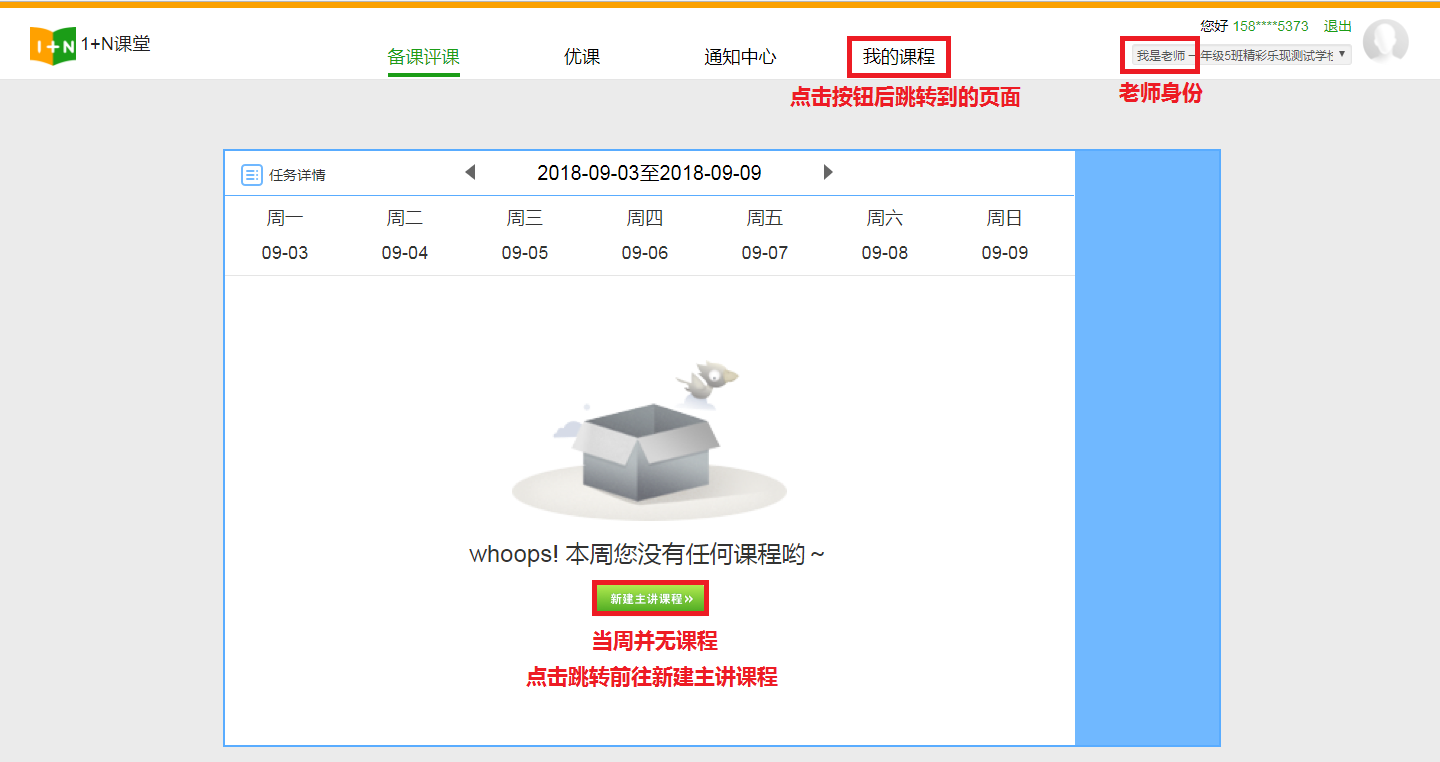 您好 158****5373 退出
1+N 1+N课堂
备课评课 优课 通知中心 我的课程
我是老师 一年级5班精彩乐现测试学校
点击按钮后跳转到的页面
老师身份
任务详情 2018-09-03至2018-09-09
周一 周二 周三 周四 周五 周六 周日
09-03 09-04 09-05 09-06 09-07 09-08 09-09
whoops! 本周您没有任何课程哟~
新建主讲课程»
当周并无课程
点击跳转前往新建主讲课程